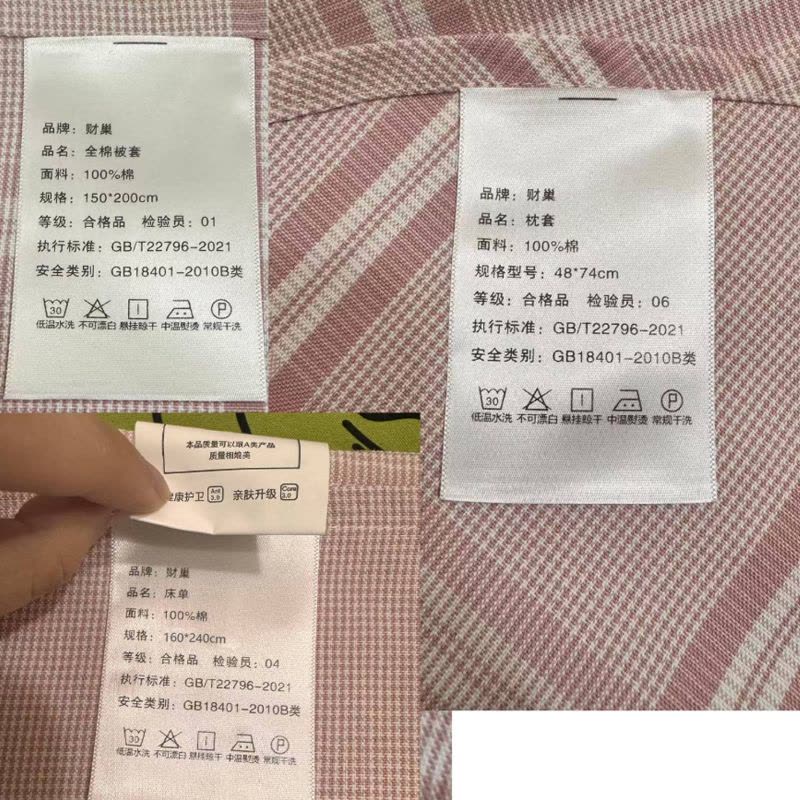 品牌：财巢
品名：全棉被套
面料：100%棉
规格：150*200cm
等级：合格品 检验员：01
执行标准：GB/T22796-2021
安全类别：GB18401-2010B类
30 P
低温水洗 不可漂白 悬挂晾干 中温熨烫 常规干洗
品牌：财巢
品名：枕套
面料：100%棉
规格型号：48*74cm
等级：合格品 检验员：06
执行标准：GB/T22796-2021
安全类别：GB18401-2010B类
30 P
低温水洗 不可漂白 悬挂晾干 中温熨烫 常规干洗
本品质量可以跟A类产品
质量相媲美
康护卫 Anti 3.0 亲肤升级 Care 3.0
品牌：财巢
品名：床单
面料：100%棉
规格：160*240cm
等级：合格品 检验员：04
执行标准：GB/T22796-2021
安全类别：GB18401-2010B类
30 P
低温水洗 不可漂白 悬挂晾干 中温熨烫 常规干洗